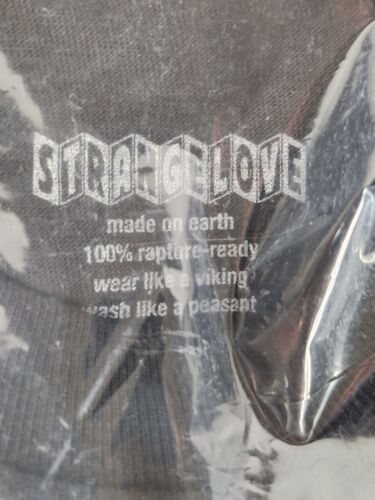 STRANGELOVE
made on earth
100% rapture-ready
wear like a viking
wash like a peasant